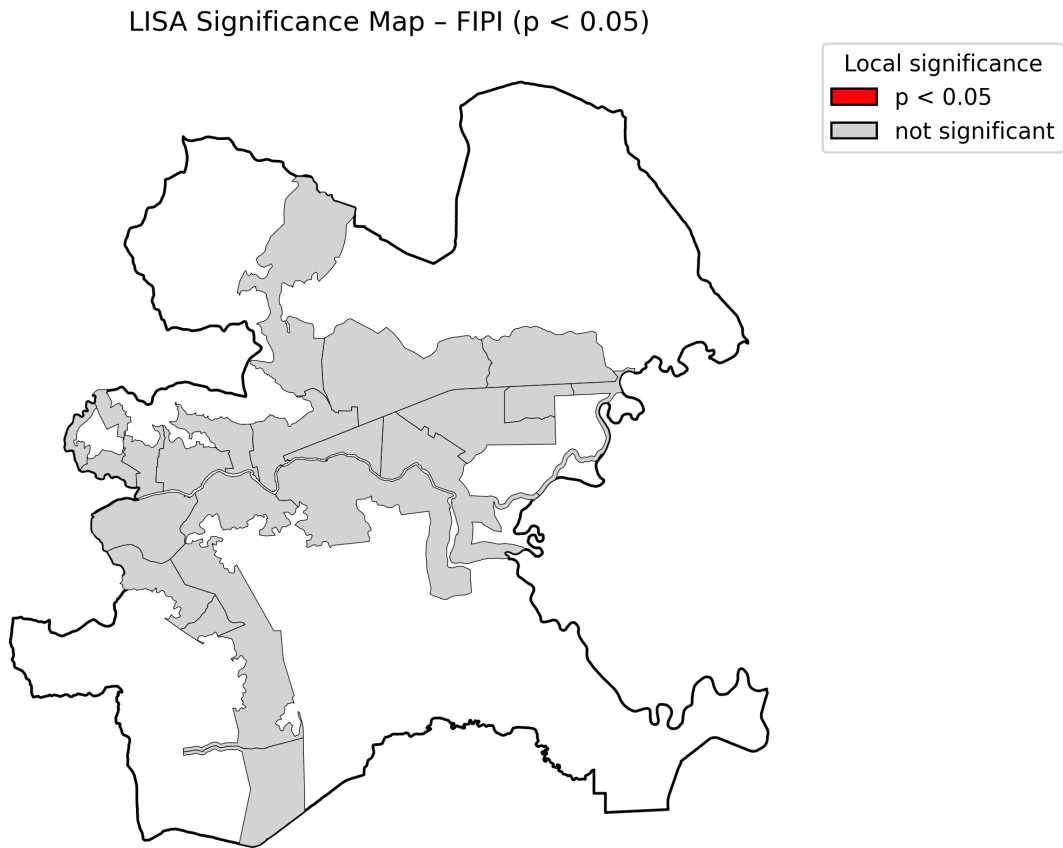 LISA Significance Map – FIPI (p < 0.05)
Local significance
p < 0.05
not significant